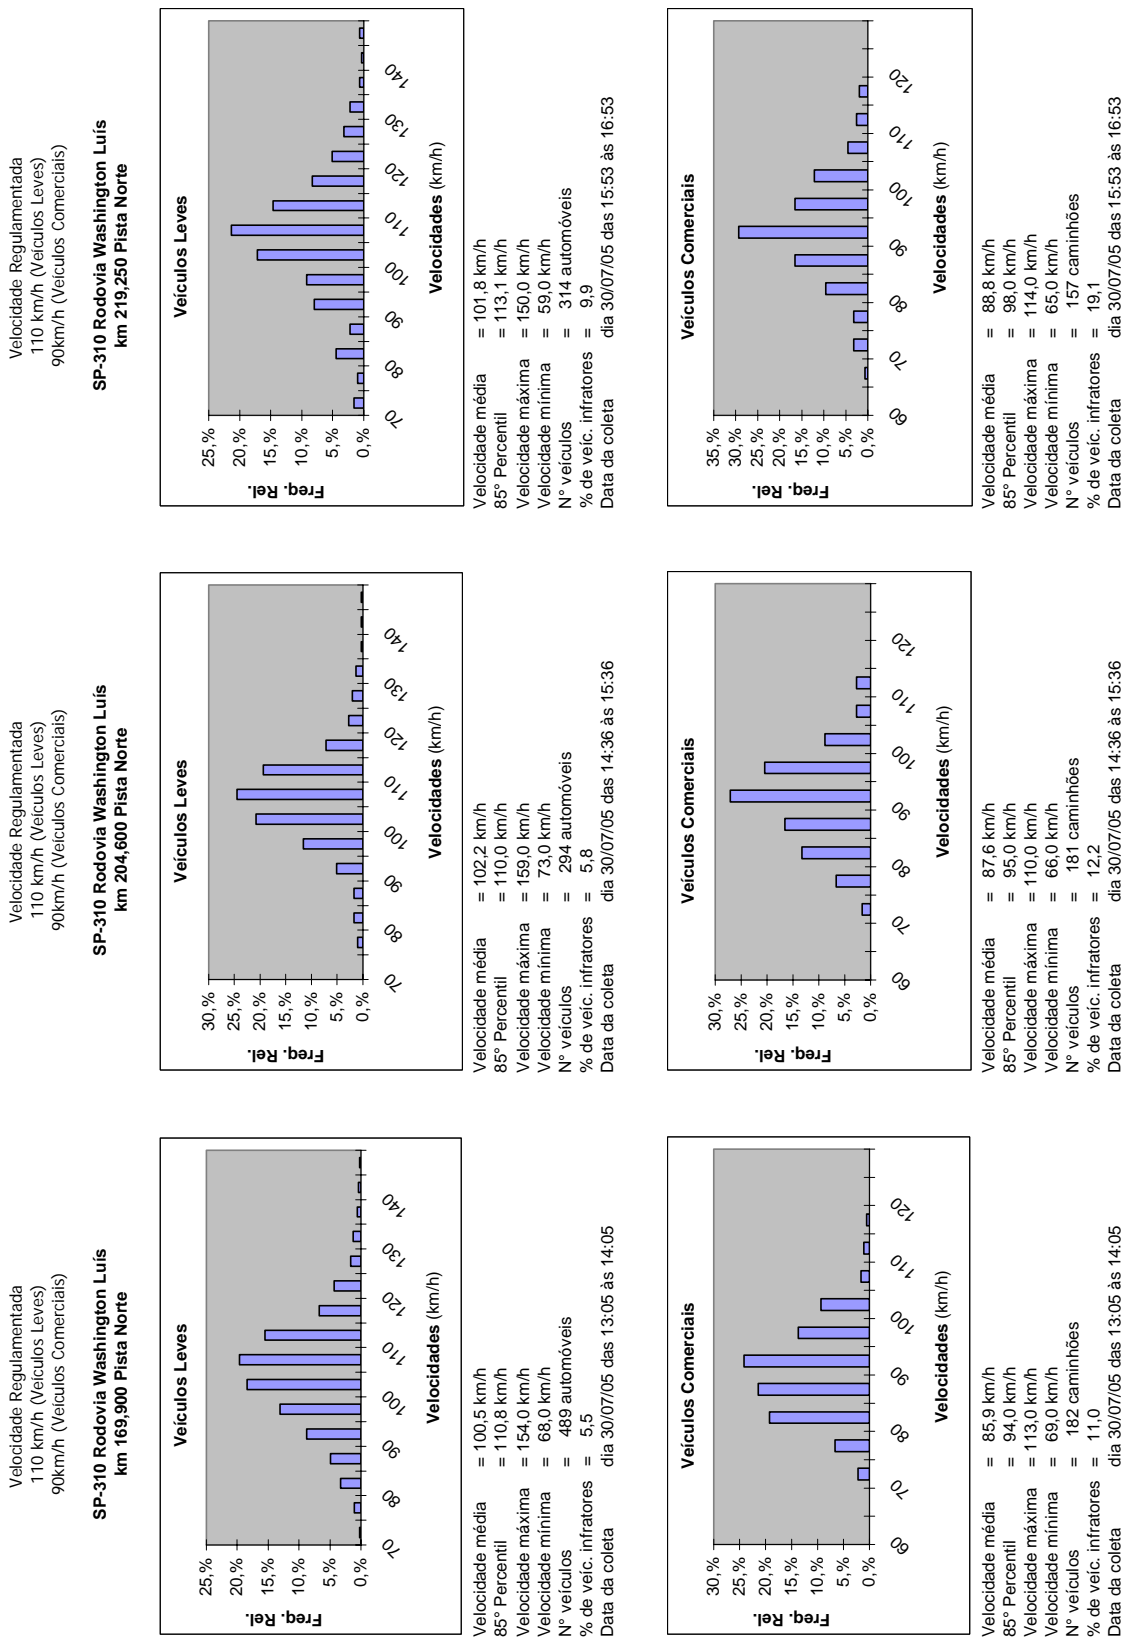 Velocidade Regulamentada
110 km/h (Veículos Leves)
90km/h (Veículos Comerciais)
SP-310 Rodovia Washington Luís
km 169,900 Pista Norte
Veículos Leves
25,%
20,%
15,%
10,%
5,%
0,%
Freq. Rel.
70
80
90
100
110
120
130
140
Velocidades (km/h)
Velocidade média = 100,5 km/h
85° Percentil = 110,8 km/h
Velocidade máxima = 154,0 km/h
Velocidade mínima = 68,0 km/h
N° veículos = 489 automóveis
% de veíc. infratores = 5,5
Data da coleta dia 30/07/05 das 13:05 às 14:05
Veículos Comerciais
30,%
25,%
20,%
15,%
10,%
5,%
0,%
Freq. Rel.
60
70
80
90
100
110
120
Velocidades (km/h)
Velocidade média = 85,9 km/h
85° Percentil = 94,0 km/h
Velocidade máxima = 113,0 km/h
Velocidade mínima = 69,0 km/h
N° veículos = 182 caminhões
% de veíc. infratores = 11,0
Data da coleta dia 30/07/05 das 13:05 às 14:05
Velocidade Regulamentada
110 km/h (Veículos Leves)
90km/h (Veículos Comerciais)
SP-310 Rodovia Washington Luís
km 204,600 Pista Norte
Veículos Leves
30,%
25,%
20,%
15,%
10,%
5,%
0,%
Freq. Rel.
70
80
90
100
110
120
130
140
Velocidades (km/h)
Velocidade média = 102,2 km/h
85° Percentil = 110,0 km/h
Velocidade máxima = 159,0 km/h
Velocidade mínima = 73,0 km/h
N° veículos = 294 automóveis
% de veíc. infratores = 5,8
Data da coleta dia 30/07/05 das 14:36 às 15:36
Veículos Comerciais
30,%
25,%
20,%
15,%
10,%
5,%
0,%
Freq. Rel.
60
70
80
90
100
110
120
Velocidades (km/h)
Velocidade média = 87,6 km/h
85° Percentil = 95,0 km/h
Velocidade máxima = 110,0 km/h
Velocidade mínima = 66,0 km/h
N° veículos = 181 caminhões
% de veíc. infratores = 12,2
Data da coleta dia 30/07/05 das 14:36 às 15:36
Velocidade Regulamentada
110 km/h (Veículos Leves)
90km/h (Veículos Comerciais)
SP-310 Rodovia Washington Luís
km 219,250 Pista Norte
Veículos Leves
25,%
20,%
15,%
10,%
5,%
0,%
Freq. Rel.
70
80
90
100
110
120
130
140
Velocidades (km/h)
Velocidade média = 101,8 km/h
85° Percentil = 113,1 km/h
Velocidade máxima = 150,0 km/h
Velocidade mínima = 59,0 km/h
N° veículos = 314 automóveis
% de veíc. infratores = 9,9
Data da coleta dia 30/07/05 das 15:53 às 16:53
Veículos Comerciais
35,%
30,%
25,%
20,%
15,%
10,%
5,%
0,%
Freq. Rel.
60
70
80
90
100
110
120
Velocidades (km/h)
Velocidade média = 88,8 km/h
85° Percentil = 98,0 km/h
Velocidade máxima = 114,0 km/h
Velocidade mínima = 65,0 km/h
N° veículos = 157 caminhões
% de veíc. infratores = 19,1
Data da coleta dia 30/07/05 das 15:53 às 16:53